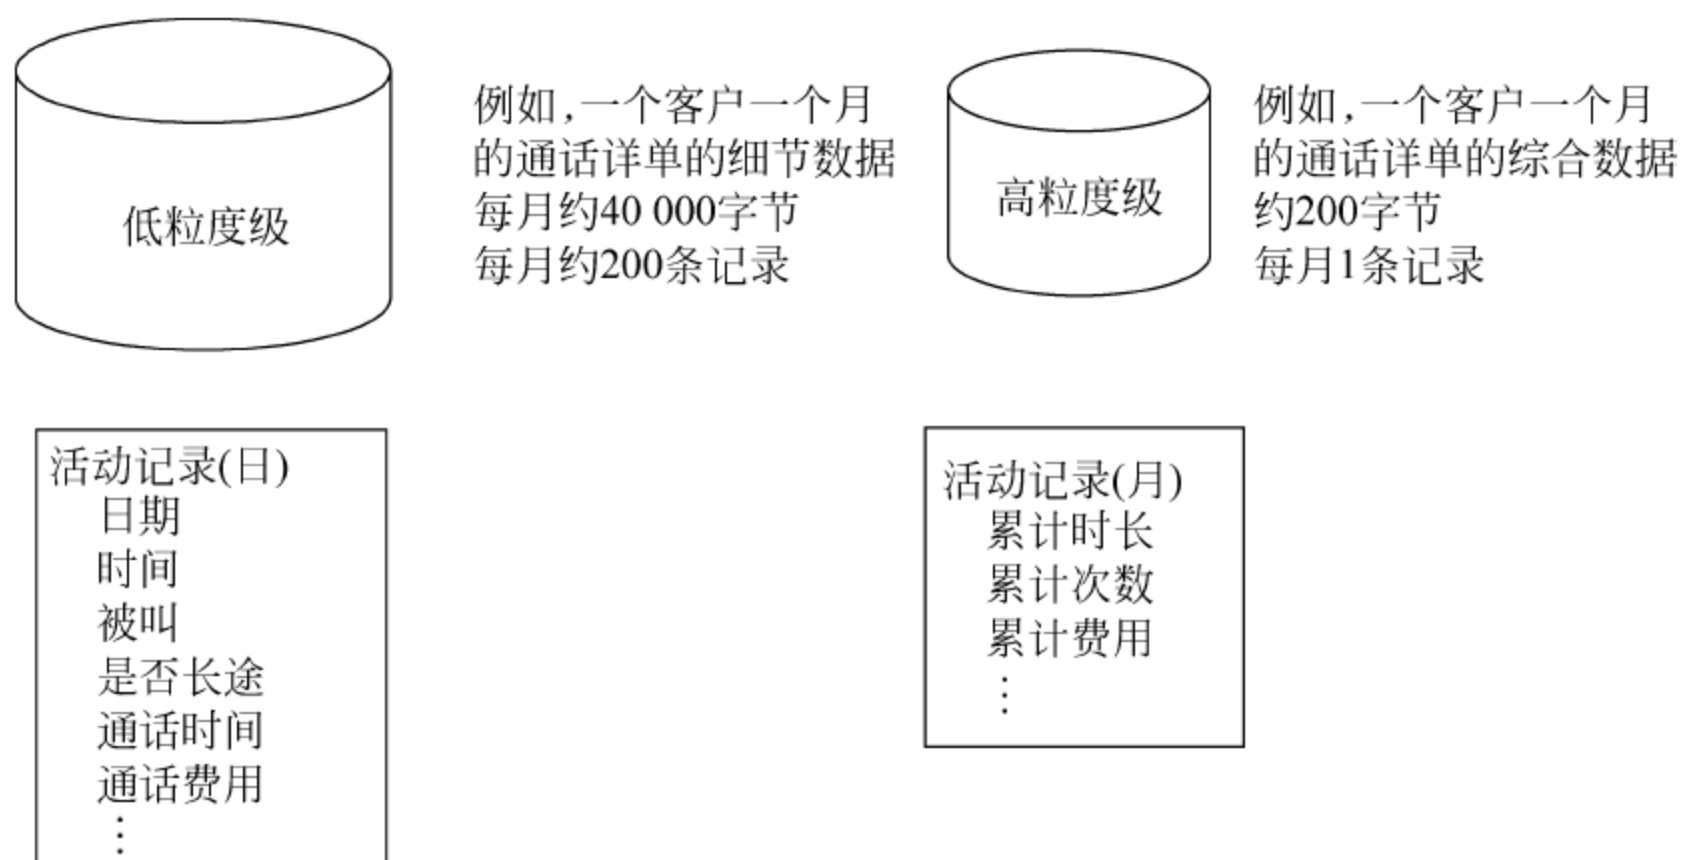 低粒度级
例如,一个客户一个月
的通话详单的细节数据
每月约40 000字节
每月约200条记录
高粒度级
例如,一个客户一个月
的通话详单的综合数据
约200字节
每月1条记录
活动记录(日)
日期
时间
被叫
是否长途
通话时间
通话费用
⋮
活动记录(月)
累计时长
累计次数
累计费用
⋮